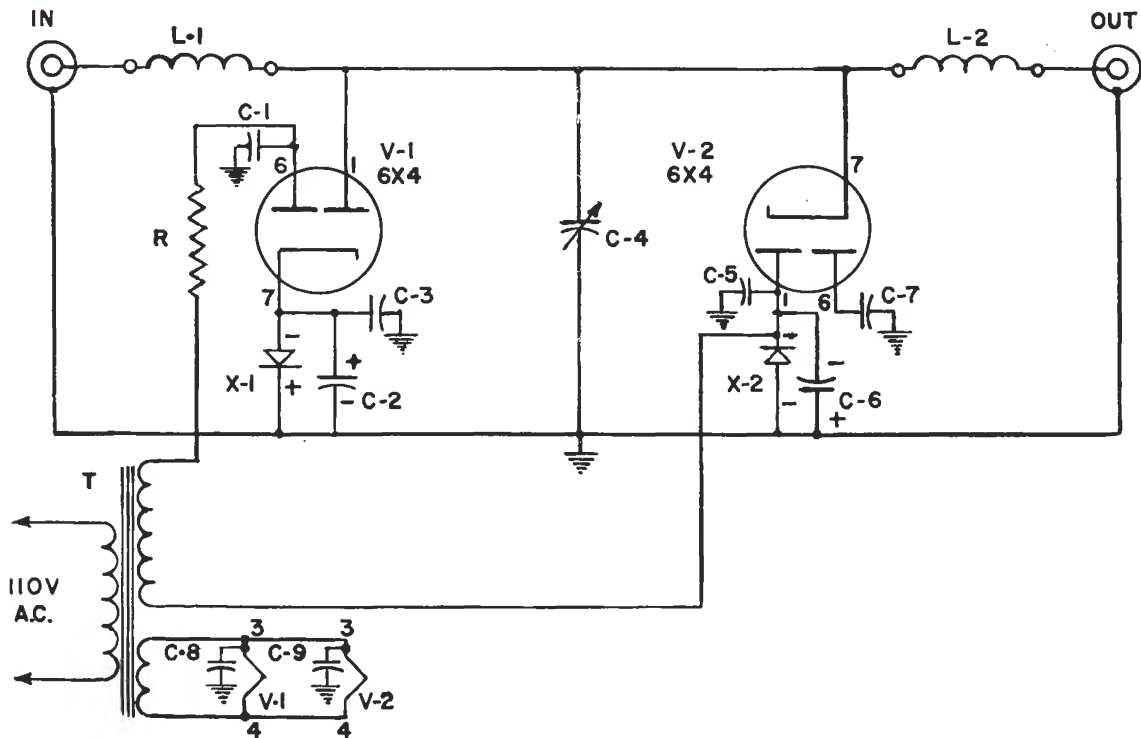 IN
OUT
L·1
L-2
C-1
6
1
V-1
6X4
V-2
6X4
7
R
C-4
7
C-3
C-5
1
6
C-7
-
+
+
-
X-1
C-2
+
-
X-2
C-6
-
+
T
110V
A.C.
3
3
C·8
C-9
V·1
V-2
4
4